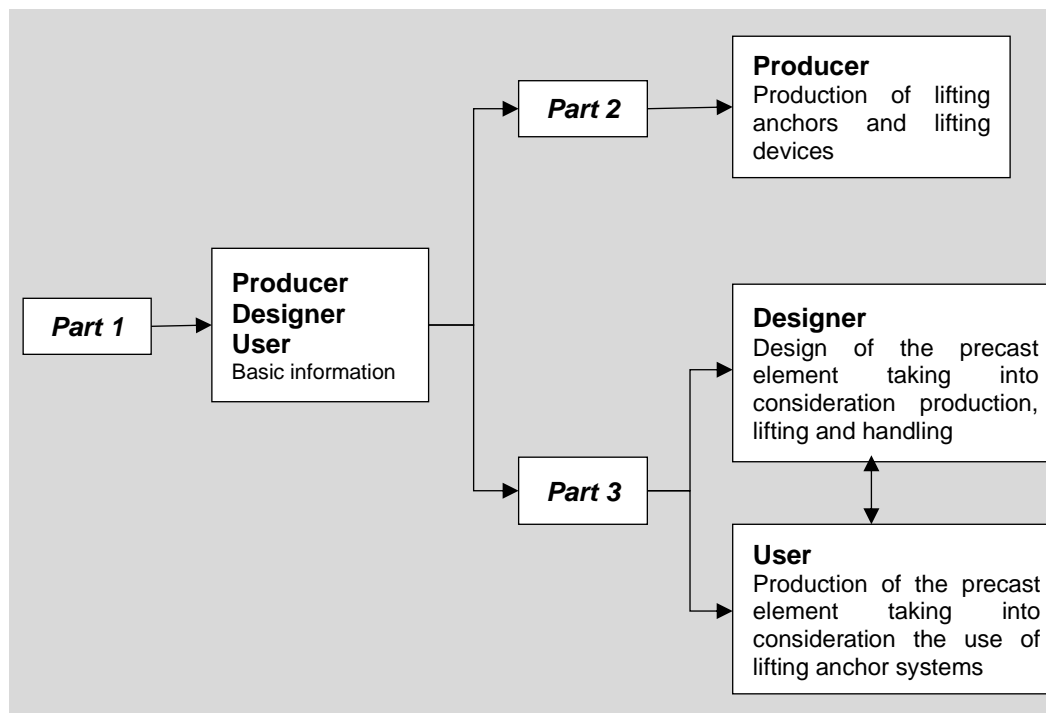 Part 1
Producer
Designer
User
Basic information
Part 2
Producer
Production of lifting
anchors and lifting
devices
Part 3
Designer
Design of the precast
element taking into
consideration production,
lifting and handling
User
Production of the precast
element taking into
consideration the use of
lifting anchor systems